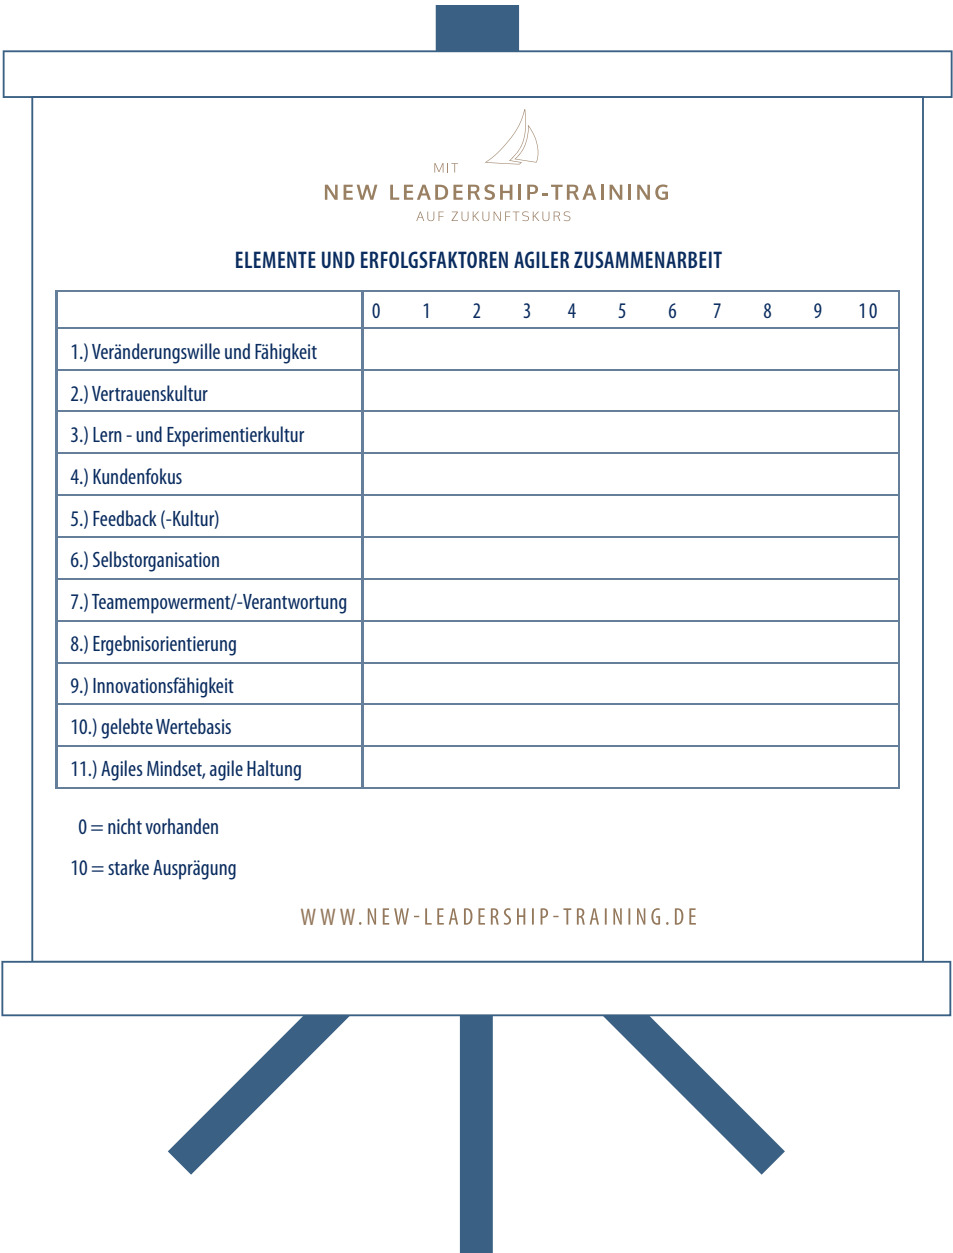 MIT
NEW LEADERSHIP-TRAINING
AUF ZUKUNFTSKURS
ELEMENTE UND ERFOLGSFAKTOREN AGILER ZUSAMMENARBEIT
0 1 2 3 4 5 6 7 8 9 10
1.) Veränderungswille und Fähigkeit
2.) Vertrauenskultur
3.) Lern - und Experimentierkultur
4.) Kundenfokus
5.) Feedback (-Kultur)
6.) Selbstorganisation
7.) Teamempowerment/-Verantwortung
8.) Ergebnisorientierung
9.) Innovationsfähigkeit
10.) gelebte Wertebasis
11.) Agiles Mindset, agile Haltung
0 = nicht vorhanden
10 = starke Ausprägung
WWW.NEW-LEADERSHIP-TRAINING.DE